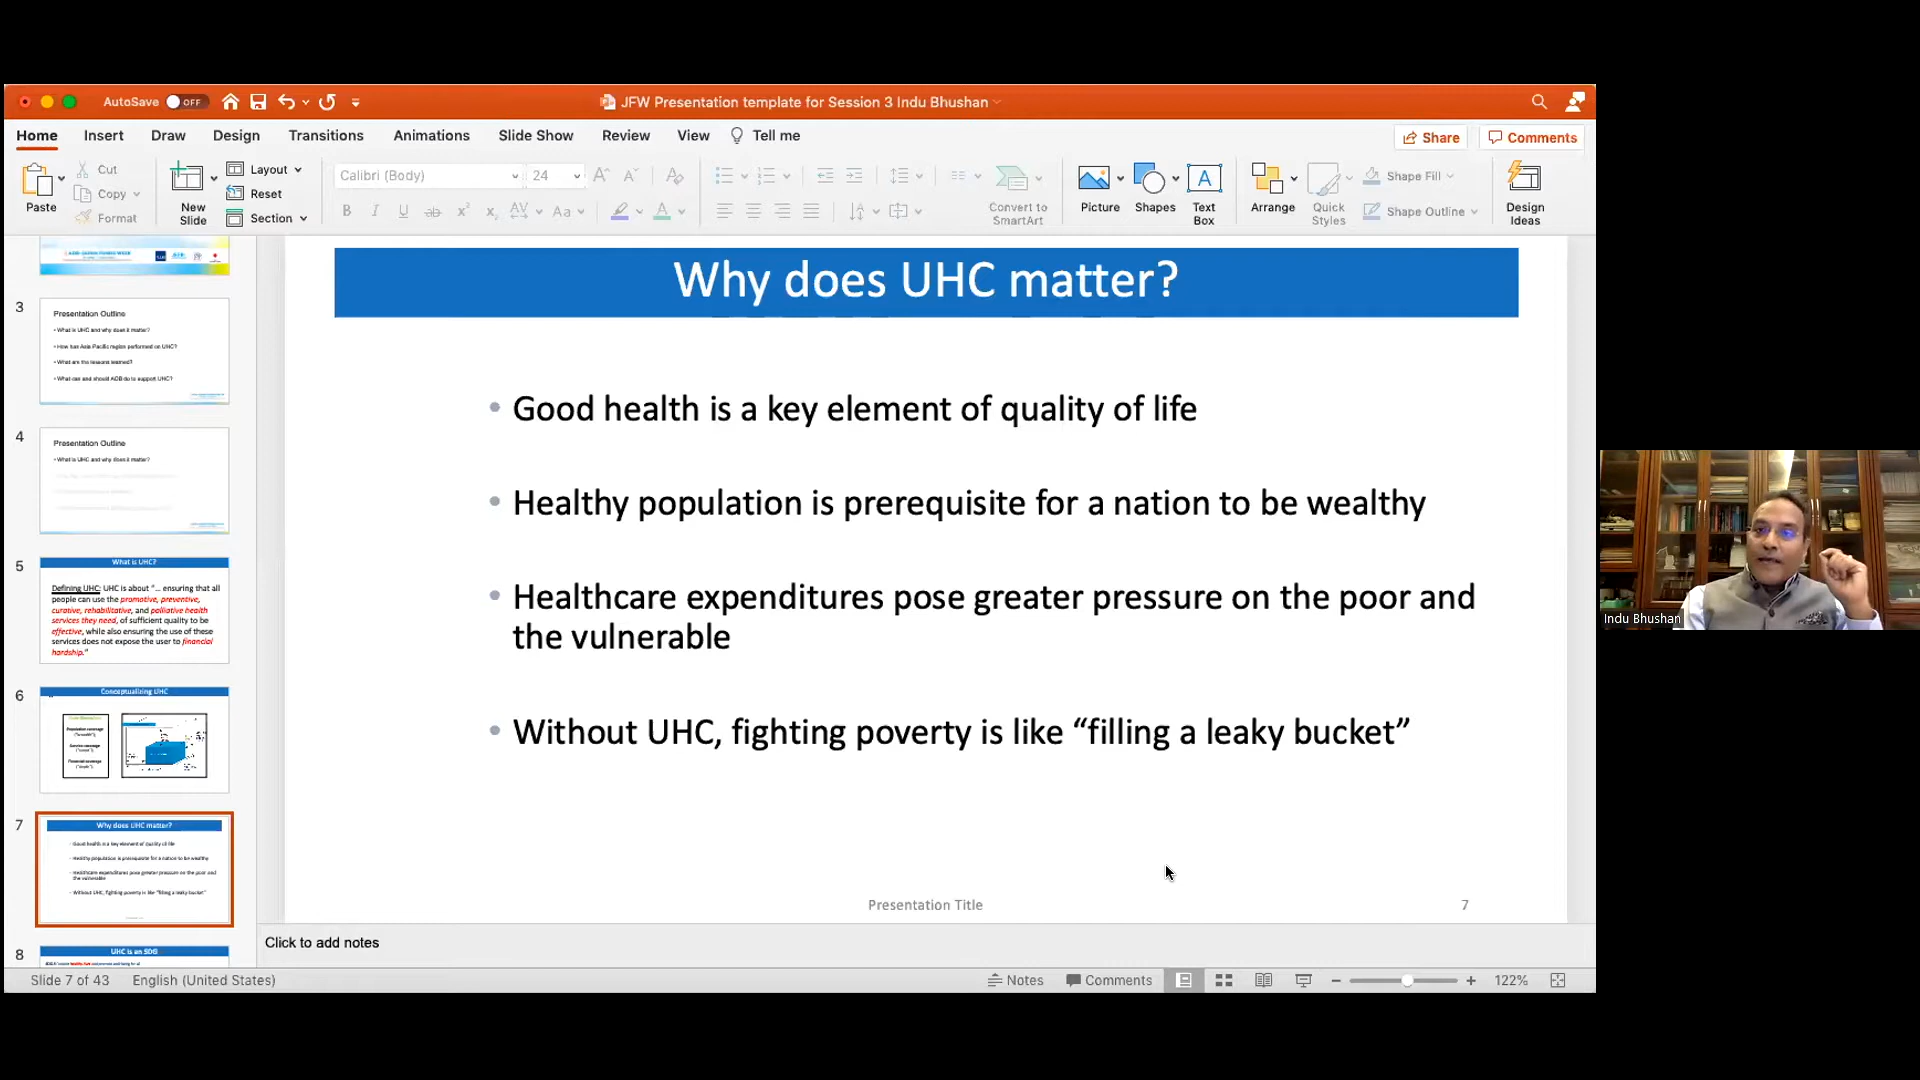 AutoSave OFF
JFW Presentation template for Session 3 Indu Bhushan
Home Insert Draw Design Transitions Animations Slide Show Review View Tell me
Share Comments
Paste
Cut
Copy
Format
New
Slide
Layout
Reset
Section
Calibri (Body) 24
Convert to
SmartArt
Picture
Shapes
Text
Box
Arrange
Quick
Styles
Shape Fill
Shape Outline
Design
Ideas
3
Presentation Outline
• What is UHC and why does it matter?
• How has Asia Pacific region performed on UHC?
• What are the lessons learned?
• What can and should ADB do to support UHC?
4
Presentation Outline
• What is UHC and why does it matter?
5
What is UHC?
Defining UHC: UHC is about "... ensuring that all
people can use the promotive, preventive,
curative, rehabilitative, and palliative health
services they need, of sufficient quality to be
effective, while also ensuring the use of these
services does not expose the user to financial
hardship."
6
Conceptualizing UHC
7
Why does UHC matter?
Good health is a key element of quality of life
Healthy population is prerequisite for a nation to be wealthy
Healthcare expenditures pose greater pressure on the poor and
the vulnerable
Without UHC, fighting poverty is like "filling a leaky bucket"
8
UHC is an SDG
Why does UHC matter?
• Good health is a key element of quality of life
• Healthy population is prerequisite for a nation to be wealthy
• Healthcare expenditures pose greater pressure on the poor and
the vulnerable
• Without UHC, fighting poverty is like “filling a leaky bucket”
Presentation Title
7
Click to add notes
Slide 7 of 43 English (United States)
Notes Comments 122%
Indu Bhushan